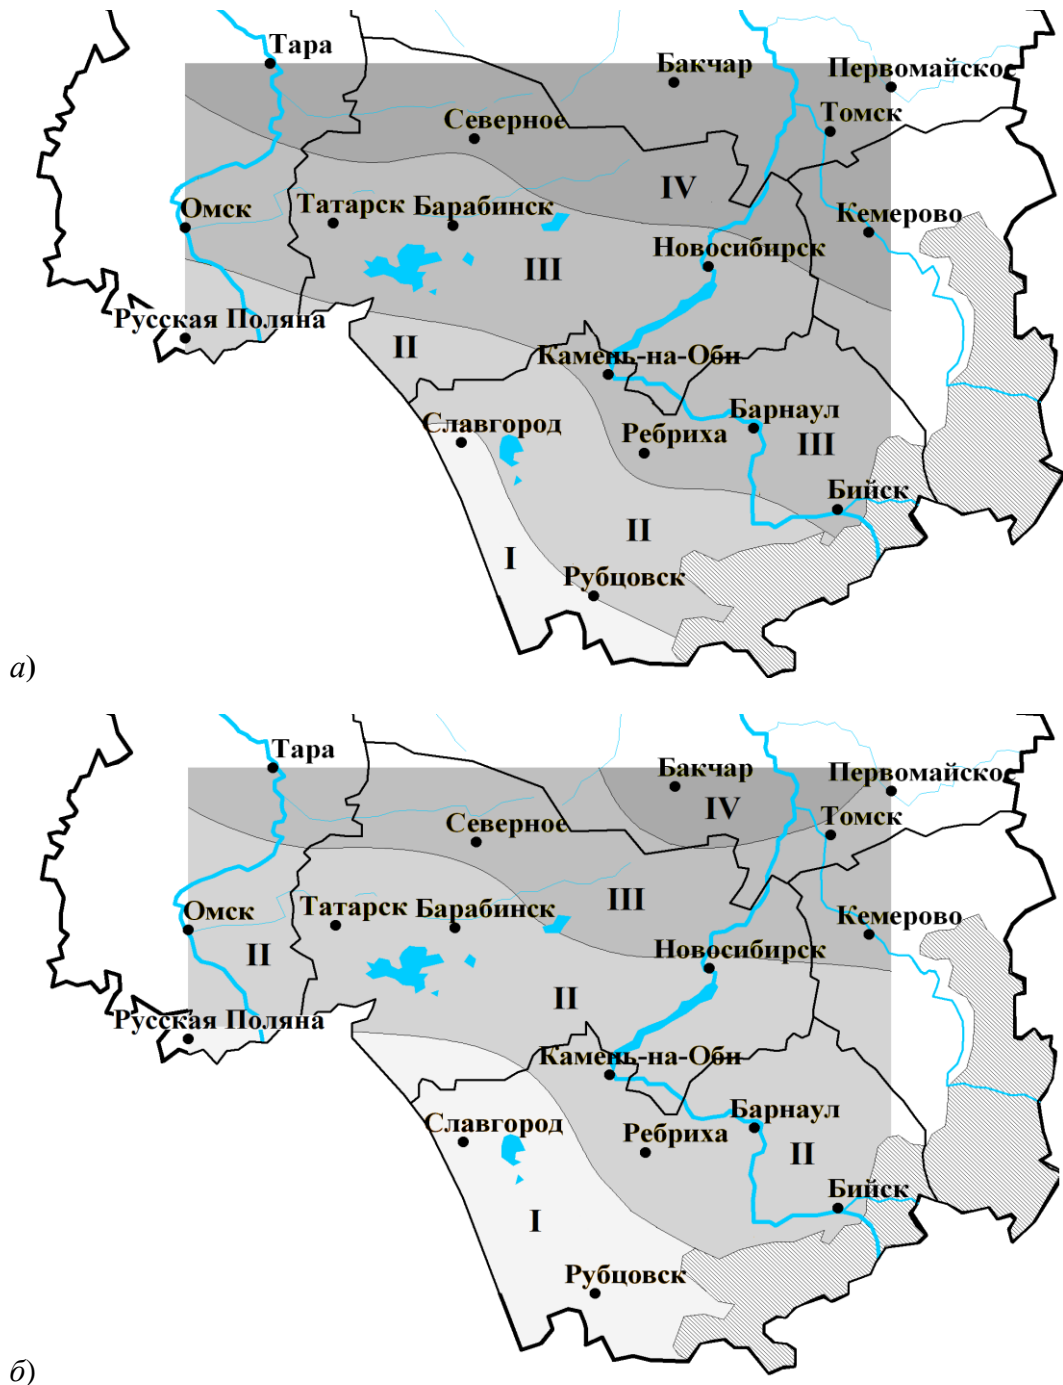 Тара
Бакчар
Первомайское
Северное
Томск
IV
Омск
Татарск
Барабинск
Кемерово
Новосибирск
III
Русская Поляна
II
Камень-на-Оби
Славгород
Ребриха
Барнаул
III
Бийск
II
I
Рубцовск
а)
Тара
Бакчар
Первомайское
IV
Северное
Томск
III
Омск
Татарск
Барабинск
Кемерово
II
Новосибирск
II
Русская Поляна
Камень-на-Оби
Славгород
Ребриха
Барнаул
II
Бийск
I
Рубцовск
б)